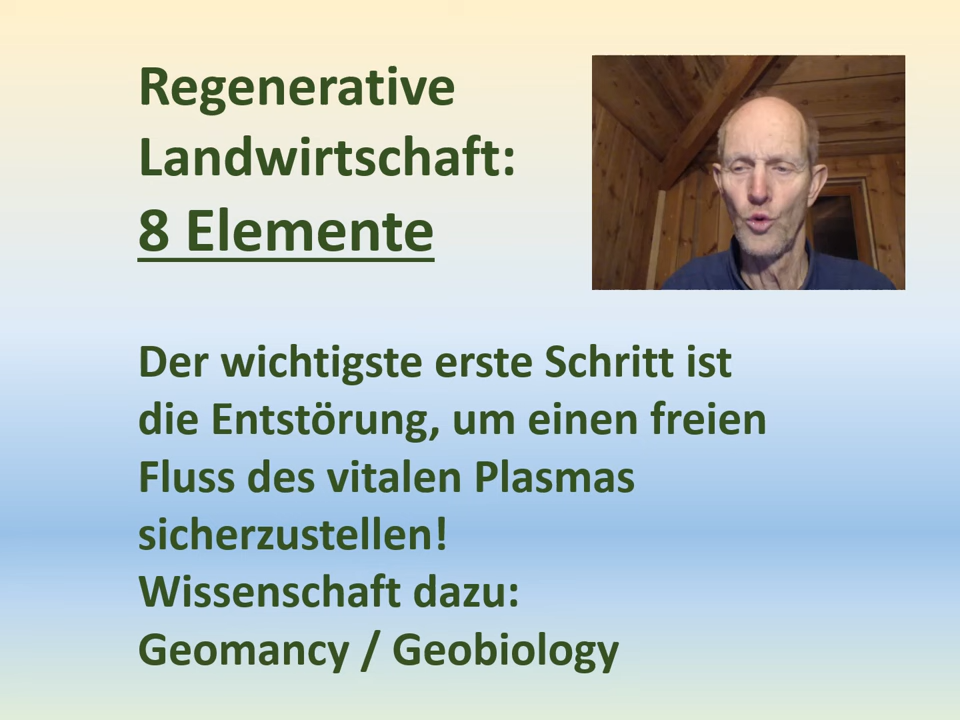 Regenerative
Landwirtschaft:
8 Elemente
Der wichtigste erste Schritt ist
die Entstörung, um einen freien
Fluss des vitalen Plasmas
sicherzustellen!
Wissenschaft dazu:
Geomancy / Geobiology